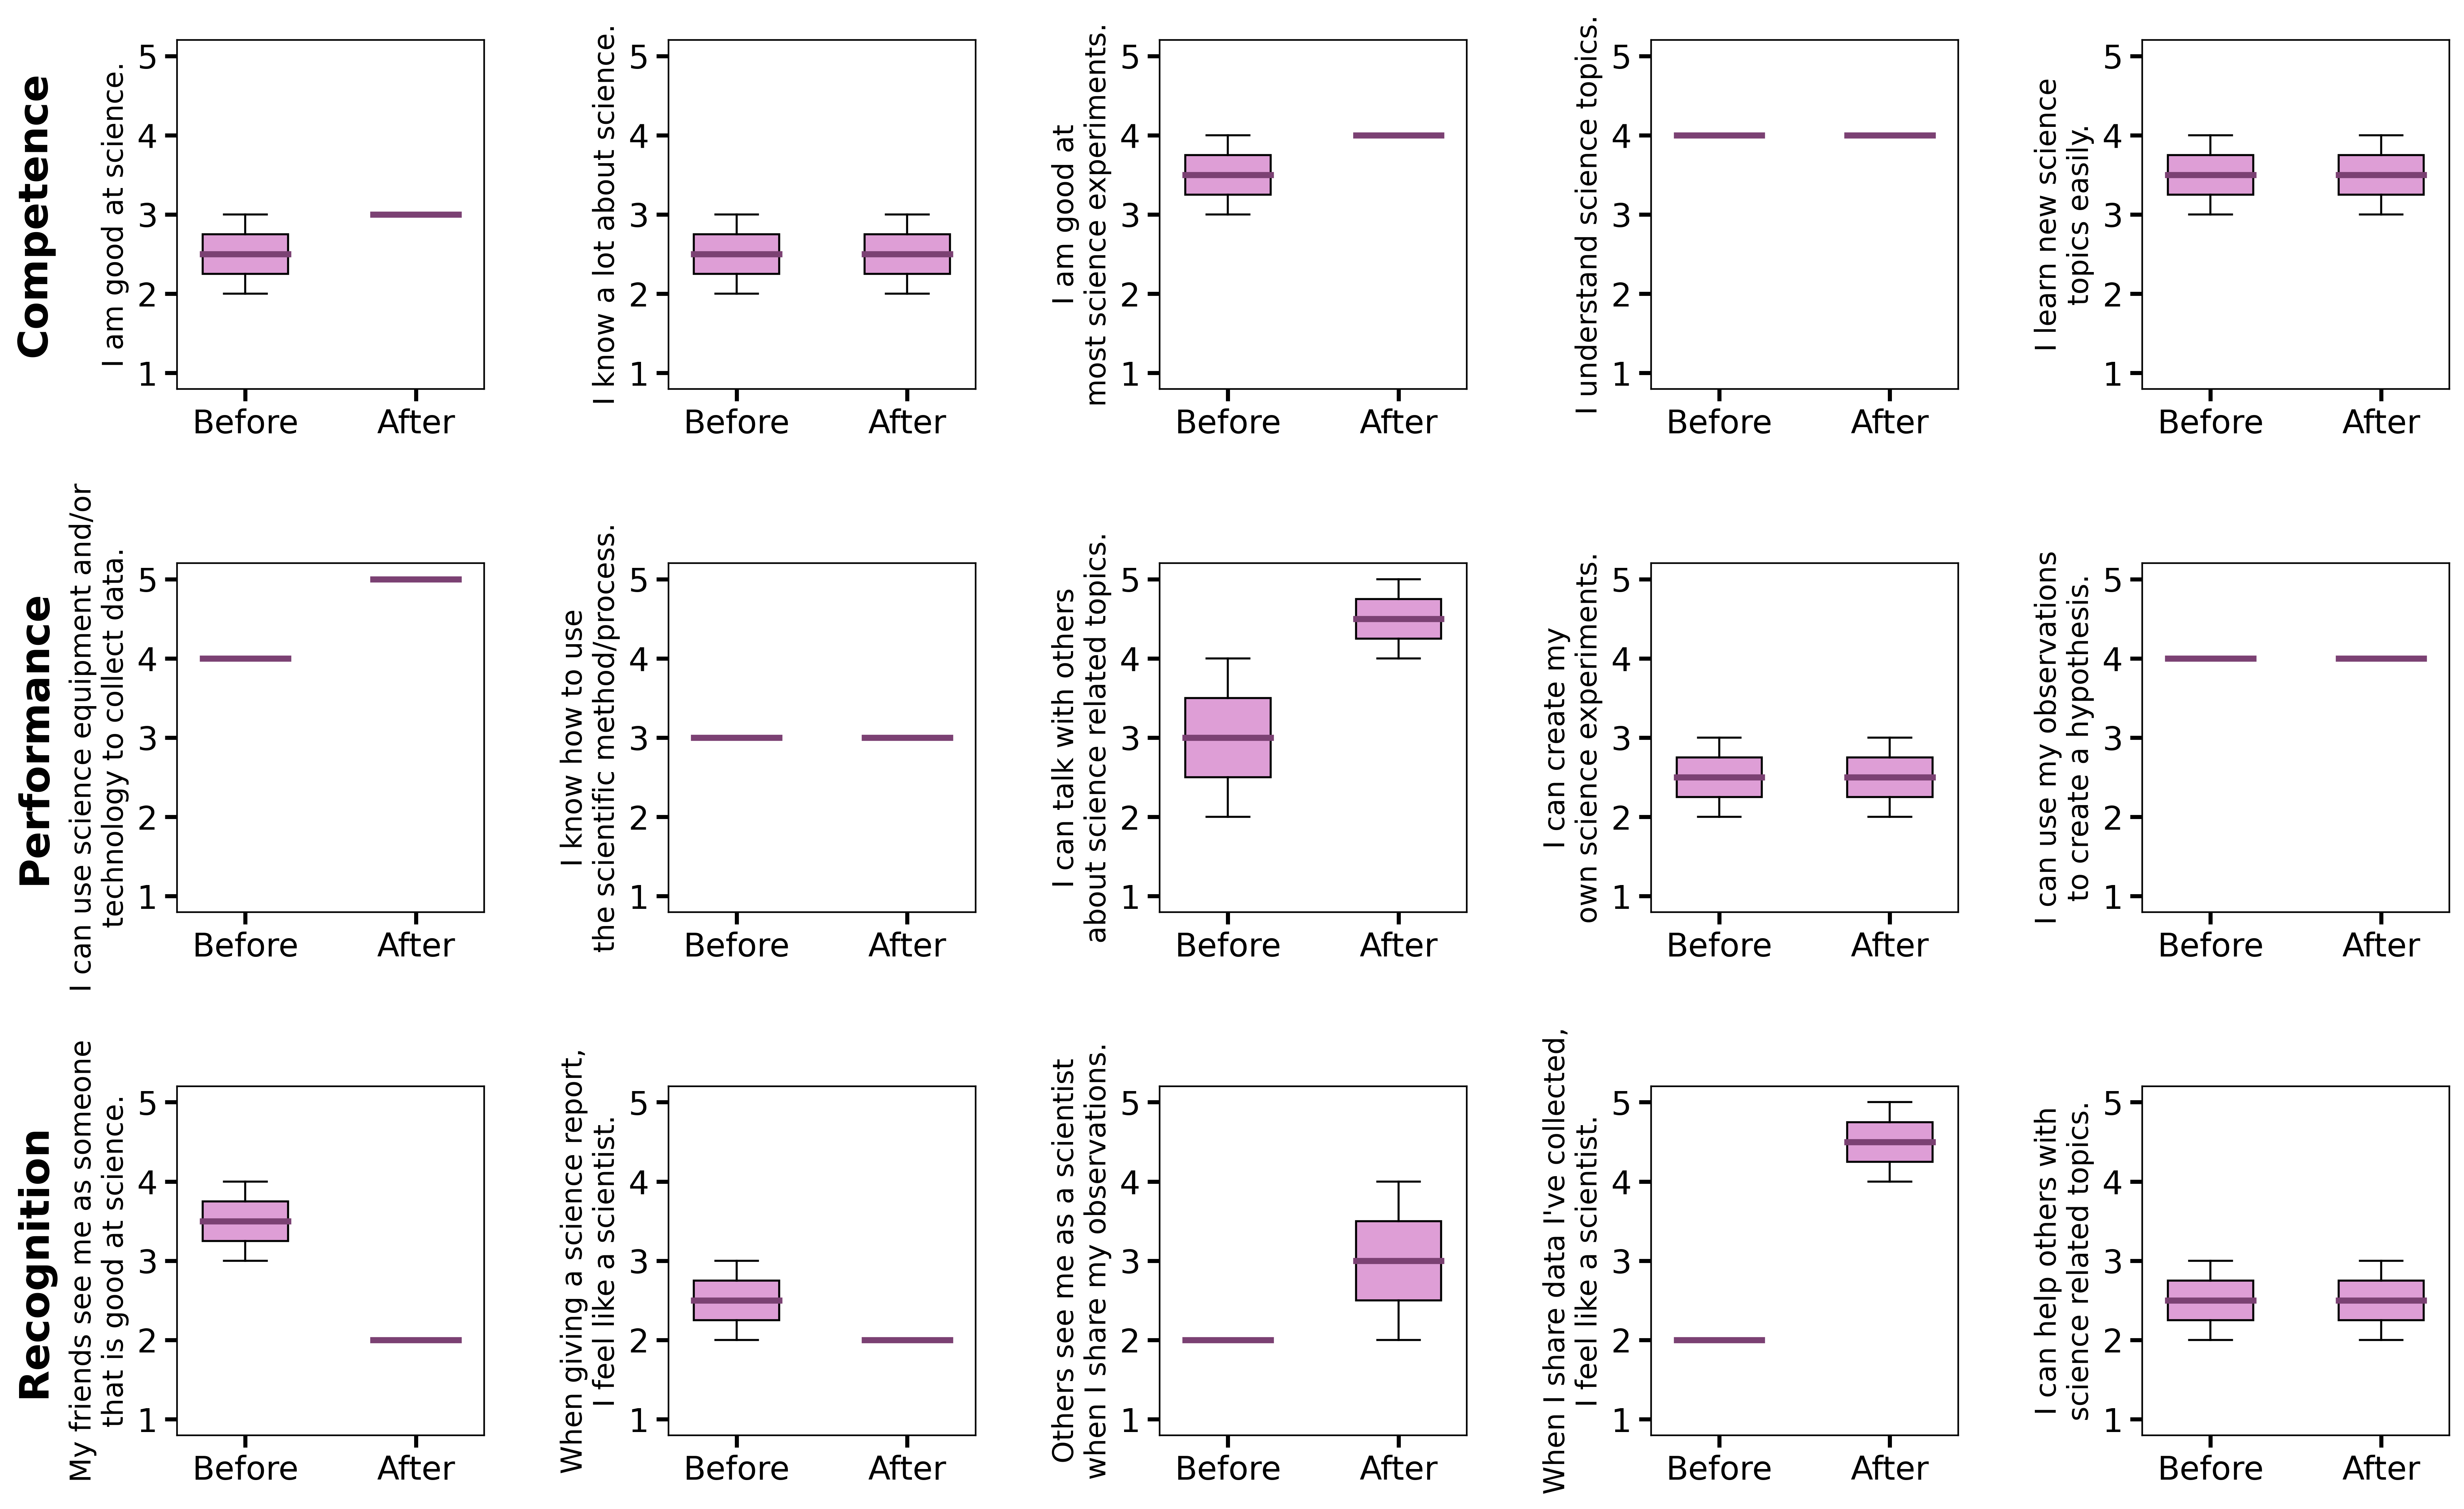 Competence
I am good at science.
5
4
3
2
1
Before
After
I know a lot about science.
5
4
3
2
1
Before
After
I am good at
most science experiments.
5
4
3
2
1
Before
After
I understand science topics.
5
4
3
2
1
Before
After
I learn new science
topics easily.
5
4
3
2
1
Before
After
Performance
I can use science equipment and/or
technology to collect data.
5
4
3
2
1
Before
After
I know how to use
the scientific method/process.
5
4
3
2
1
Before
After
I can talk with others
about science related topics.
5
4
3
2
1
Before
After
I can create my
own science experiments.
5
4
3
2
1
Before
After
I can use my observations
to create a hypothesis.
5
4
3
2
1
Before
After
Recognition
My friends see me as someone
that is good at science.
5
4
3
2
1
Before
After
When giving a science report,
I feel like a scientist.
5
4
3
2
1
Before
After
Others see me as a scientist
when I share my observations.
5
4
3
2
1
Before
After
When I share data I've collected,
I feel like a scientist.
5
4
3
2
1
Before
After
I can help others with
science related topics.
5
4
3
2
1
Before
After